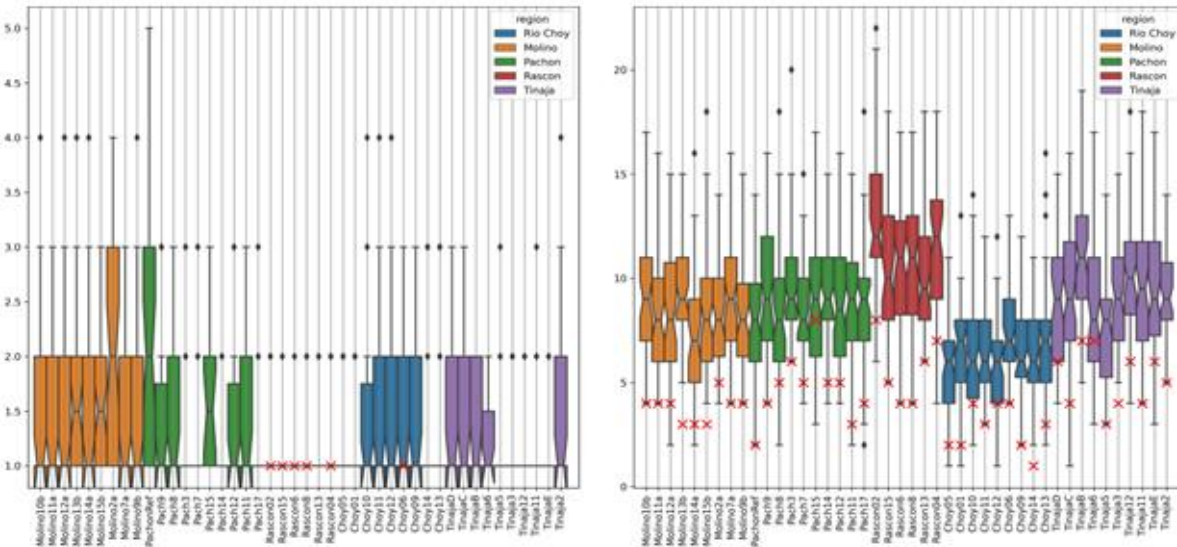 5.0
4.5
4.0
3.5
3.0
2.5
2.0
1.5
1.0
region
Rio Choy
Molino
Pachon
Rascon
Tinaja
Molino10b
Molino11a
Molino12a
Molino13b
Molino14a
Molino15b
Molino2a
Molino7a
Molino9b
PachonRef
Pach9
Pach8
Pach3
Pach7
Pach15
Pach14
Pach12
Pach11
Pach17
Rascon02
Rascon15
Rascon6
Rascon8
Rascon13
Rascon04
Choy05
Choy01
Choy10
Choy11
Choy12
Choy06
Choy09
Choy14
Choy13
TinajaD
TinajaC
TinajaB
Tinaja6
Tinaja5
Tinaja3
Tinaja12
Tinaja11
TinajaE
Tinaja2
20
15
10
5
0
region
Rio Choy
Molino
Pachon
Rascon
Tinaja
Molino10b
Molino11a
Molino12a
Molino13b
Molino14a
Molino15b
Molino2a
Molino7a
Molino9b
PachonRef
Pach9
Pach8
Pach3
Pach7
Pach15
Pach14
Pach12
Pach11
Pach17
Rascon02
Rascon15
Rascon6
Rascon8
Rascon13
Rascon04
Choy05
Choy01
Choy10
Choy11
Choy12
Choy06
Choy09
Choy14
Choy13
TinajaD
TinajaC
TinajaB
Tinaja6
Tinaja5
Tinaja3
Tinaja12
Tinaja11
TinajaE
Tinaja2